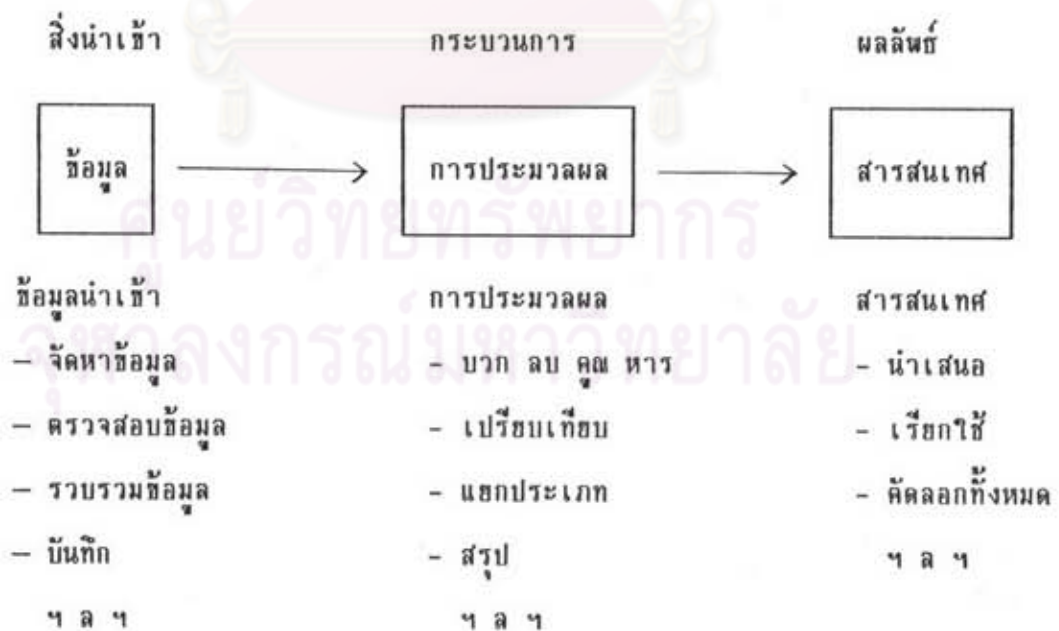 สิ่งนำเข้า กระบวนการ ผลลัพธ์
ข้อมูล การประมวลผล สารสนเทศ
ศูนย์วิทยทรัพยากร
จุฬาลงกรณ์มหาวิทยาลัย
ข้อมูลนำเข้า การประมวลผล สารสนเทศ
— จัดหาข้อมูล - บวก ลบ คูณ หาร - นำเสนอ
— ตรวจสอบข้อมูล - เปรียบเทียบ - เรียกใช้
— รวบรวมข้อมูล - แยกประเภท - คัดลอกทั้งหมด
— บันทึก - สรุป ฯ ล ฯ
ฯ ล ฯ ฯ ล ฯ